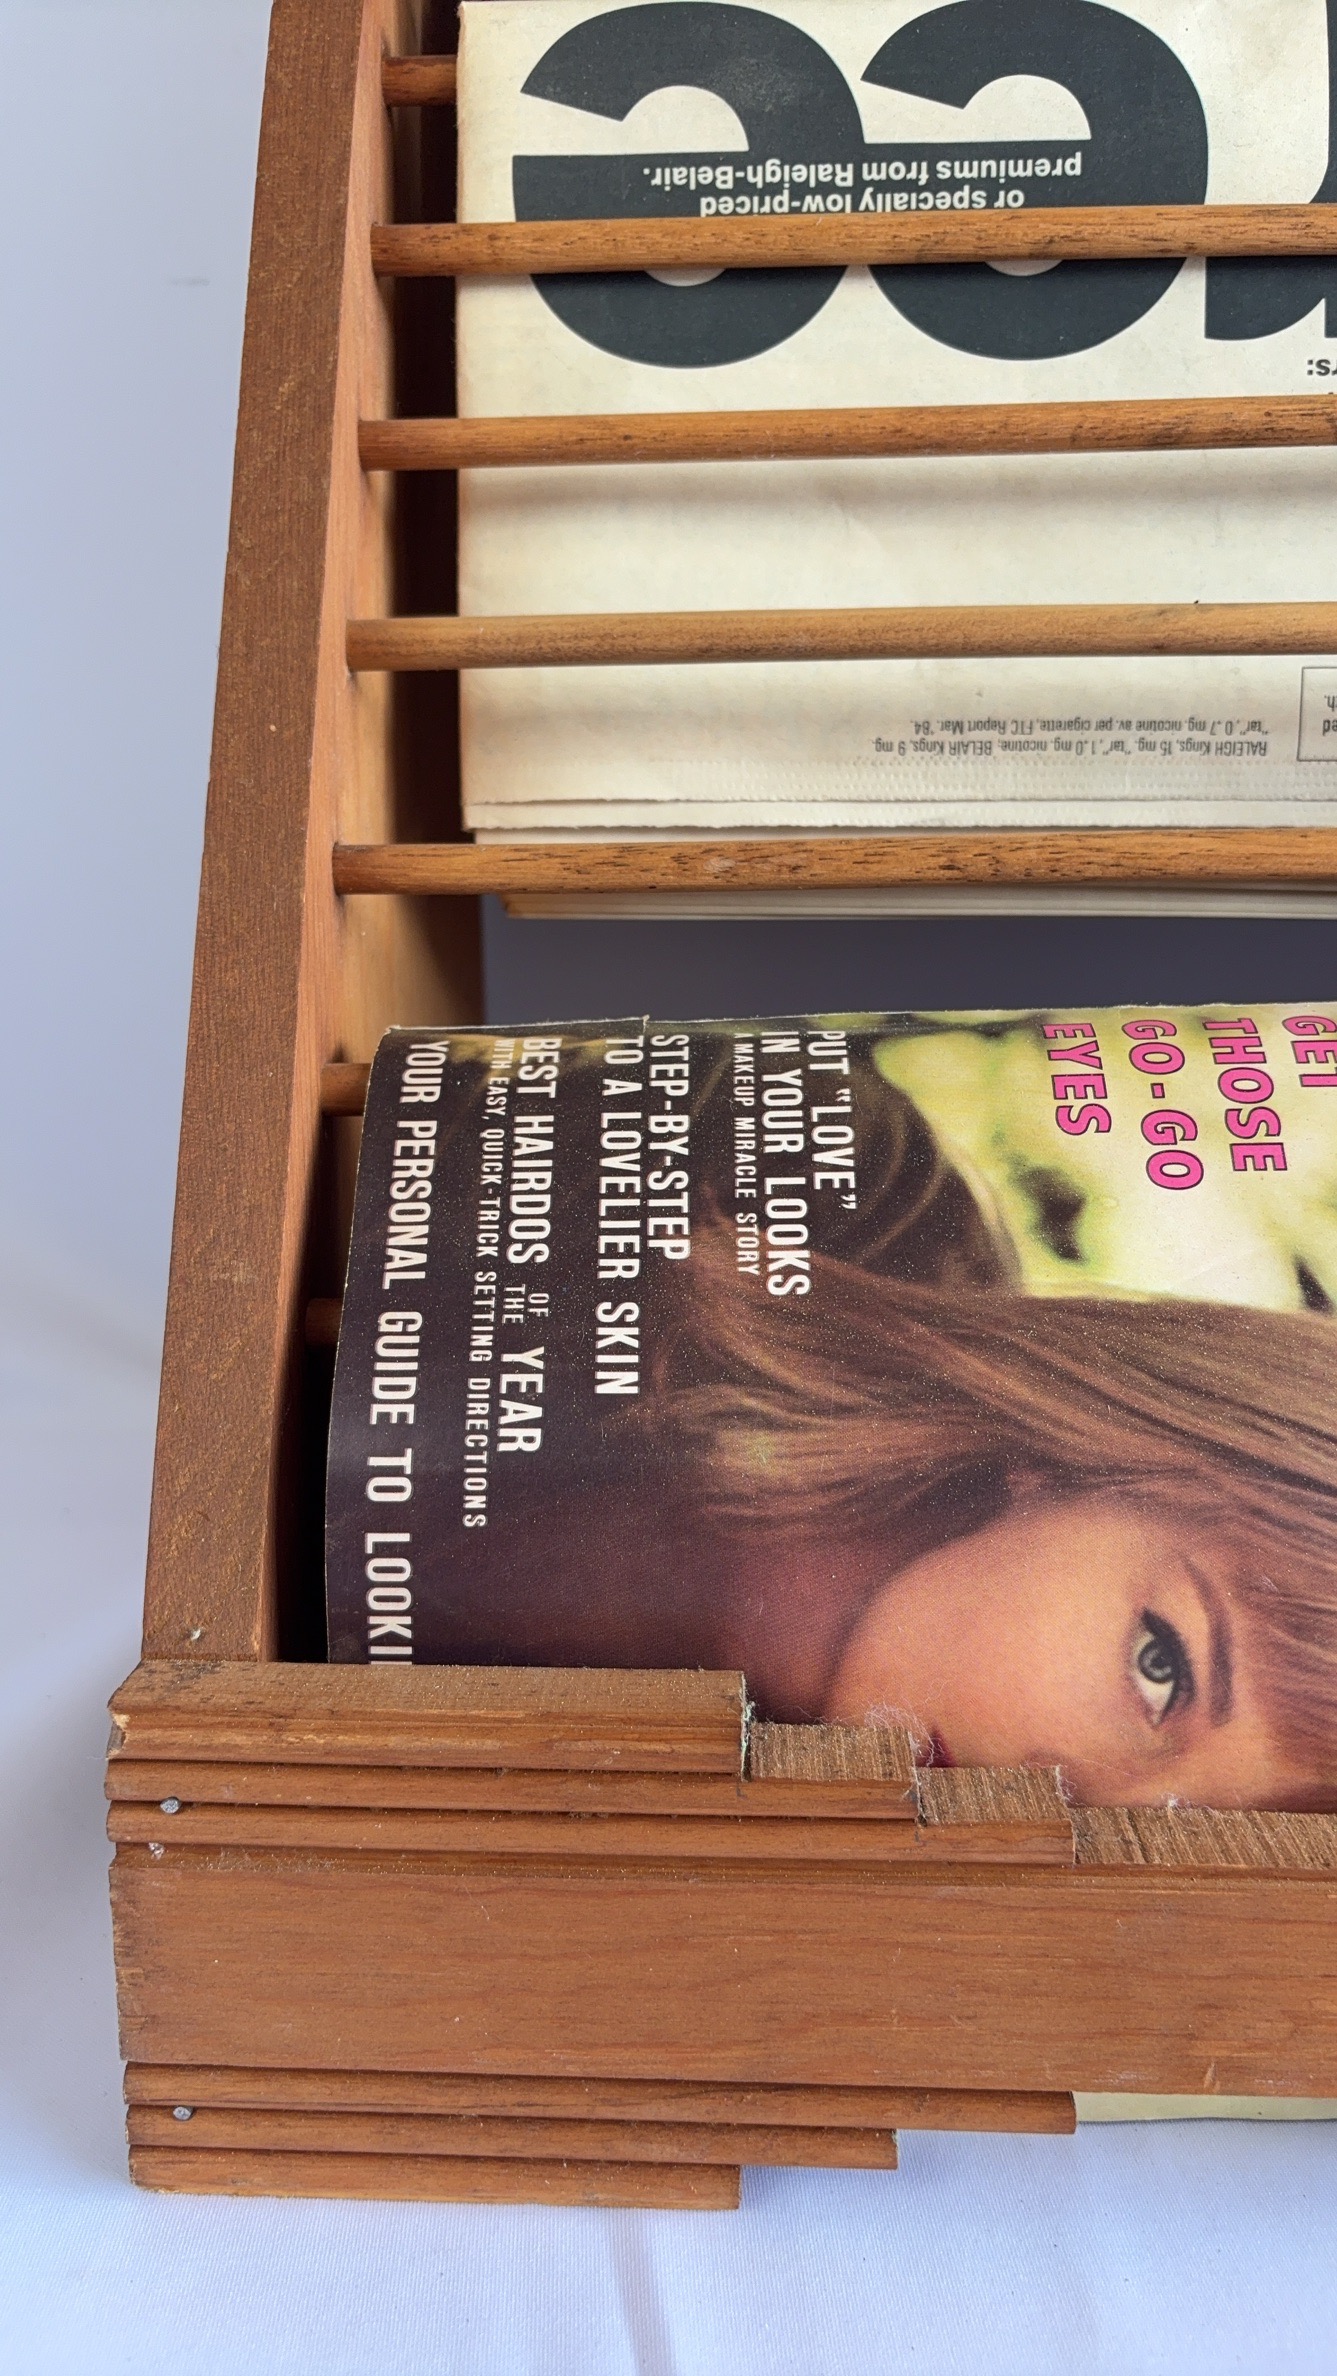 ree
or specially low-priced
premiums from Raleigh-Belair.
RALEIGH Kings, 15 mg. "tar", 1.0 mg. nicotine; BELAIR Kings, 9 mg.
"tar", 0.7 mg. nicotine av. per cigarette, FTC Report Mar. '84.
GET
THOSE
GO-GO
EYES
PUT "LOVE"
IN YOUR LOOKS
A MAKEUP MIRACLE STORY
STEP-BY-STEP
TO A LOVELIER SKIN
BEST HAIRDOS OF THE YEAR
WITH EASY, QUICK-TRICK SETTING DIRECTIONS
YOUR PERSONAL GUIDE TO LOOKI